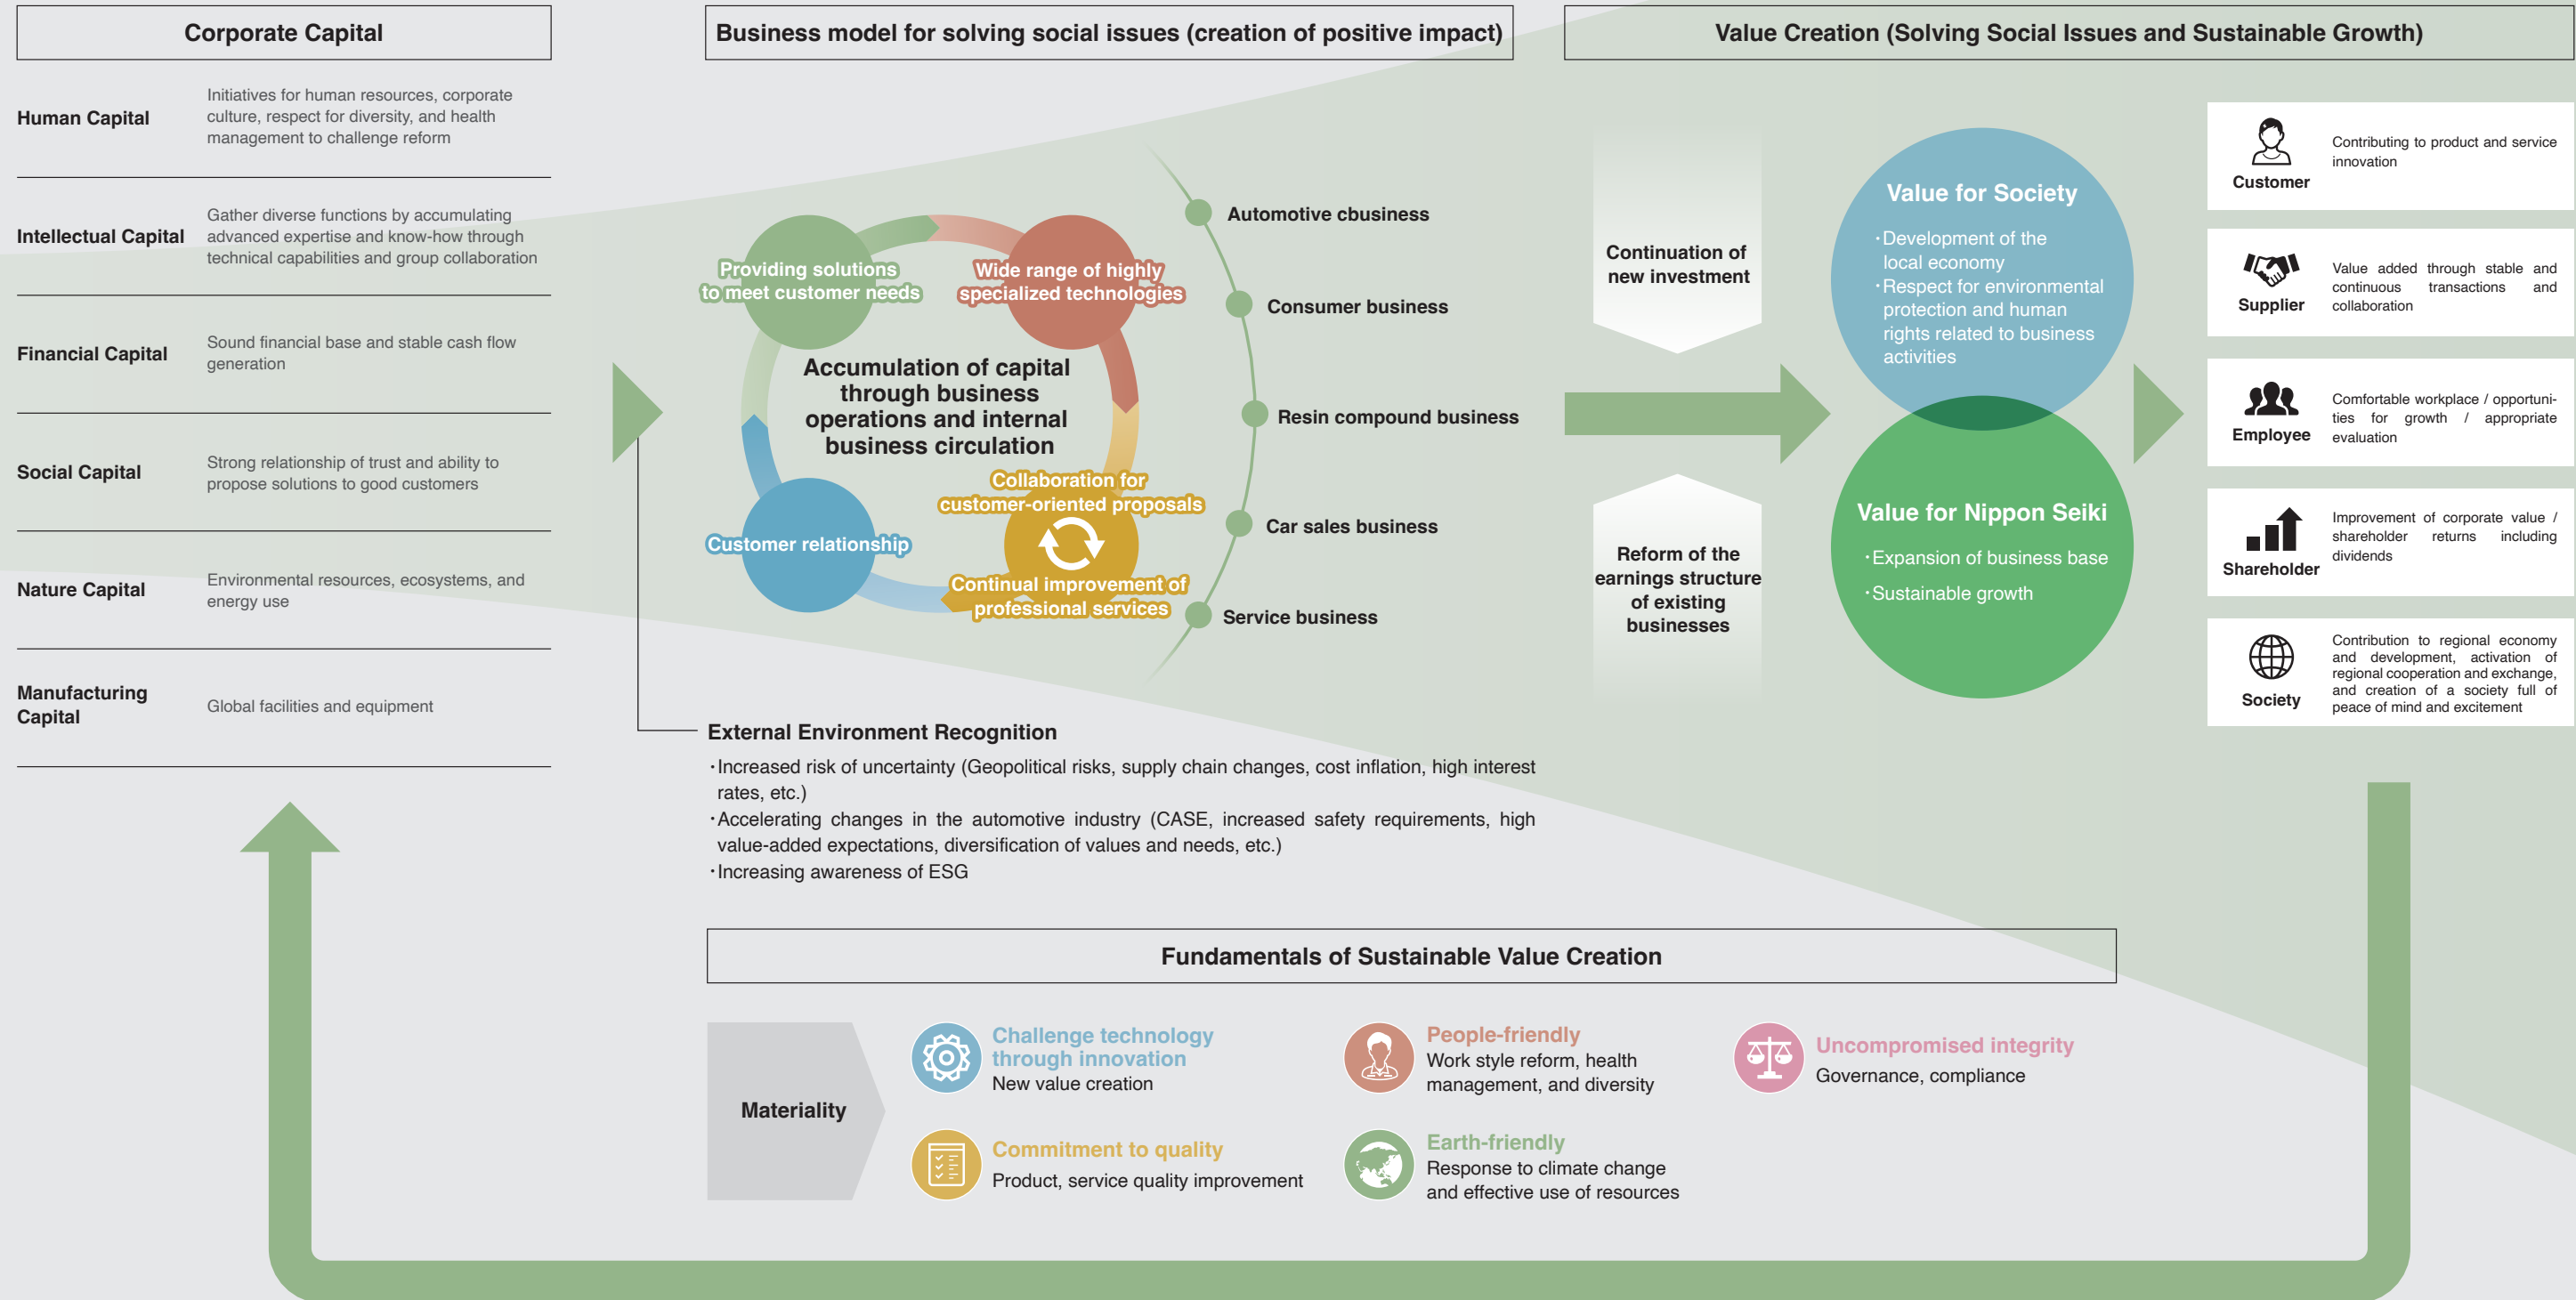 Corporate Capital
Human Capital
Initiatives for human resources, corporate
culture, respect for diversity, and health
management to challenge reform
Intellectual Capital
Gather diverse functions by accumulating
advanced expertise and know-how through
technical capabilities and group collaboration
Financial Capital
Sound financial base and stable cash flow
generation
Social Capital
Strong relationship of trust and ability to
propose solutions to good customers
Nature Capital
Environmental resources, ecosystems, and
energy use
Manufacturing
Capital
Global facilities and equipment
Business model for solving social issues (creation of positive impact)
Providing solutions
to meet customer needs
Wide range of highly
specialized technologies
Accumulation of capital
through business
operations and internal
business circulation
Collaboration for
customer-oriented proposals
Continual improvement of
professional services
Customer relationship
Automotive cbusiness
Consumer business
Resin compound business
Car sales business
Service business
External Environment Recognition
・Increased risk of uncertainty (Geopolitical risks, supply chain changes, cost inflation, high interest
rates, etc.)
・Accelerating changes in the automotive industry (CASE, increased safety requirements, high
value-added expectations, diversification of values and needs, etc.)
・Increasing awareness of ESG
Value Creation (Solving Social Issues and Sustainable Growth)
Continuation of
new investment
Reform of the
earnings structure
of existing
businesses
Value for Society
・Development of the
local economy
・Respect for environmental
protection and human
rights related to business
activities
Value for Nippon Seiki
・Expansion of business base
・Sustainable growth
Customer
Contributing to product and service
innovation
Supplier
Value added through stable and
continuous transactions and
collaboration
Employee
Comfortable workplace / opportuni-
ties for growth / appropriate
evaluation
Shareholder
Improvement of corporate value /
shareholder returns including
dividends
Society
Contribution to regional economy
and development, activation of
regional cooperation and exchange,
and creation of a society full of
peace of mind and excitement
Fundamentals of Sustainable Value Creation
Materiality
Challenge technology
through innovation
New value creation
People-friendly
Work style reform, health
management, and diversity
Uncompromised integrity
Governance, compliance
Commitment to quality
Product, service quality improvement
Earth-friendly
Response to climate change
and effective use of resources